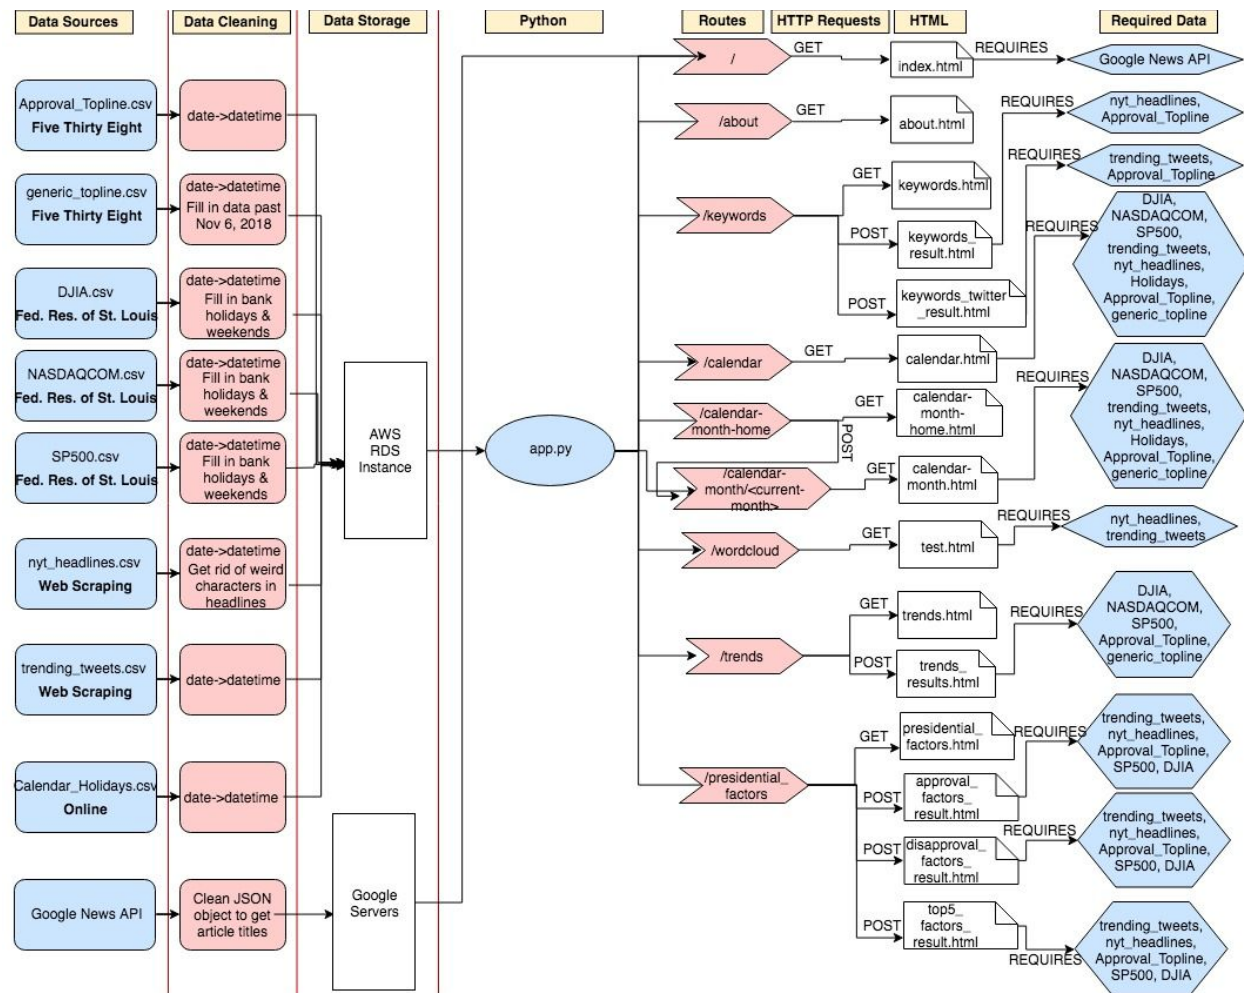 Data Sources
Data Cleaning
Data Storage
Python
Routes
HTTP Requests
HTML
Required Data
Approval_Topline.csv
Five Thirty Eight
date->datetime
generic_topline.csv
Five Thirty Eight
date->datetime
Fill in data past
Nov 6, 2018
DJIA.csv
Fed. Res. of St. Louis
date->datetime
Fill in bank
holidays &
weekends
NASDAQCOM.csv
Fed. Res. of St. Louis
date->datetime
Fill in bank
holidays &
weekends
SP500.csv
Fed. Res. of St. Louis
date->datetime
Fill in bank
holidays &
weekends
nyt_headlines.csv
Web Scraping
date->datetime
Get rid of weird
characters in
headlines
trending_tweets.csv
Web Scraping
date->datetime
Calendar_Holidays.csv
Online
date->datetime
Google News API
Clean JSON
object to get
article titles
AWS
RDS
Instance
Google
Servers
app.py
/
GET
index.html
REQUIRES
Google News API
/about
GET
about.html
/keywords
GET
keywords.html
POST
keywords_
result.html
REQUIRES
nyt_headlines,
Approval_Topline
POST
keywords_twitter
_result.html
REQUIRES
trending_tweets,
Approval_Topline
/calendar
GET
calendar.html
REQUIRES
DJIA,
NASDAQCOM,
SP500,
trending_tweets,
nyt_headlines,
Holidays,
Approval_Topline,
generic_topline
/calendar-
month-home
GET
calendar-
month-
home.html
POST
/calendar-
month/<current-
month>
GET
calendar-
month.html
REQUIRES
DJIA,
NASDAQCOM,
SP500,
trending_tweets,
nyt_headlines,
Holidays,
Approval_Topline,
generic_topline
/wordcloud
GET
test.html
REQUIRES
nyt_headlines,
trending_tweets
/trends
GET
trends.html
POST
trends_
results.html
REQUIRES
DJIA,
NASDAQCOM,
SP500,
Approval_Topline,
generic_topline
/presidential_
factors
GET
presidential_
factors.html
POST
approval_
factors_
result.html
REQUIRES
trending_tweets,
nyt_headlines,
Approval_Topline,
SP500, DJIA
POST
disapproval_
factors_
result.html
REQUIRES
trending_tweets,
nyt_headlines,
Approval_Topline,
SP500, DJIA
POST
top5_
factors_
result.html
REQUIRES
trending_tweets,
nyt_headlines,
Approval_Topline,
SP500, DJIA